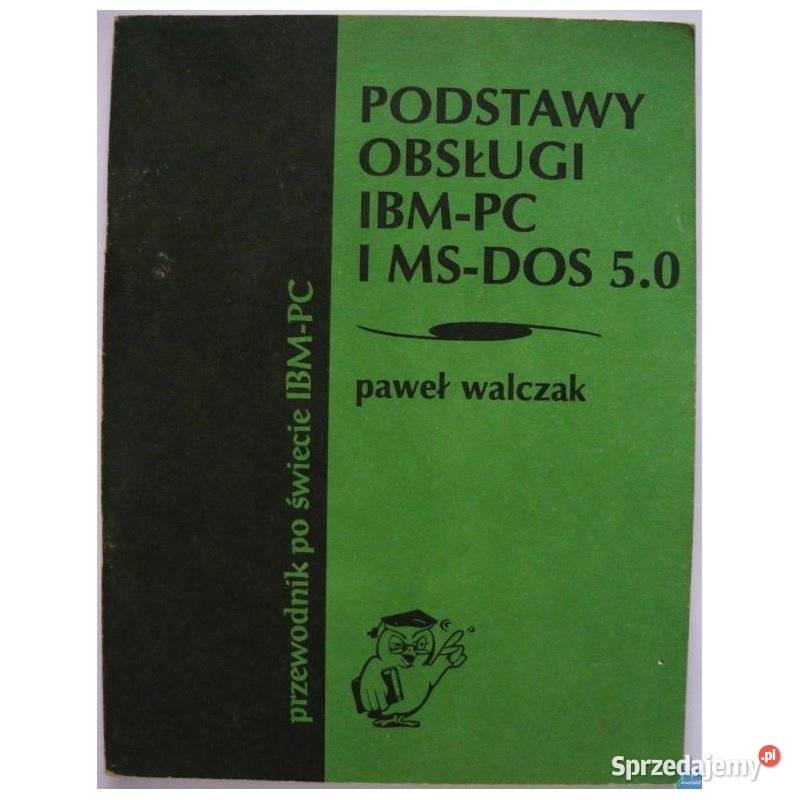 PODSTAWY
OBSŁUGI
IBM-PC
I MS-DOS 5.0
paweł walczak
przewodnik po świecie IBM-PC
Sprzedajemy.pl